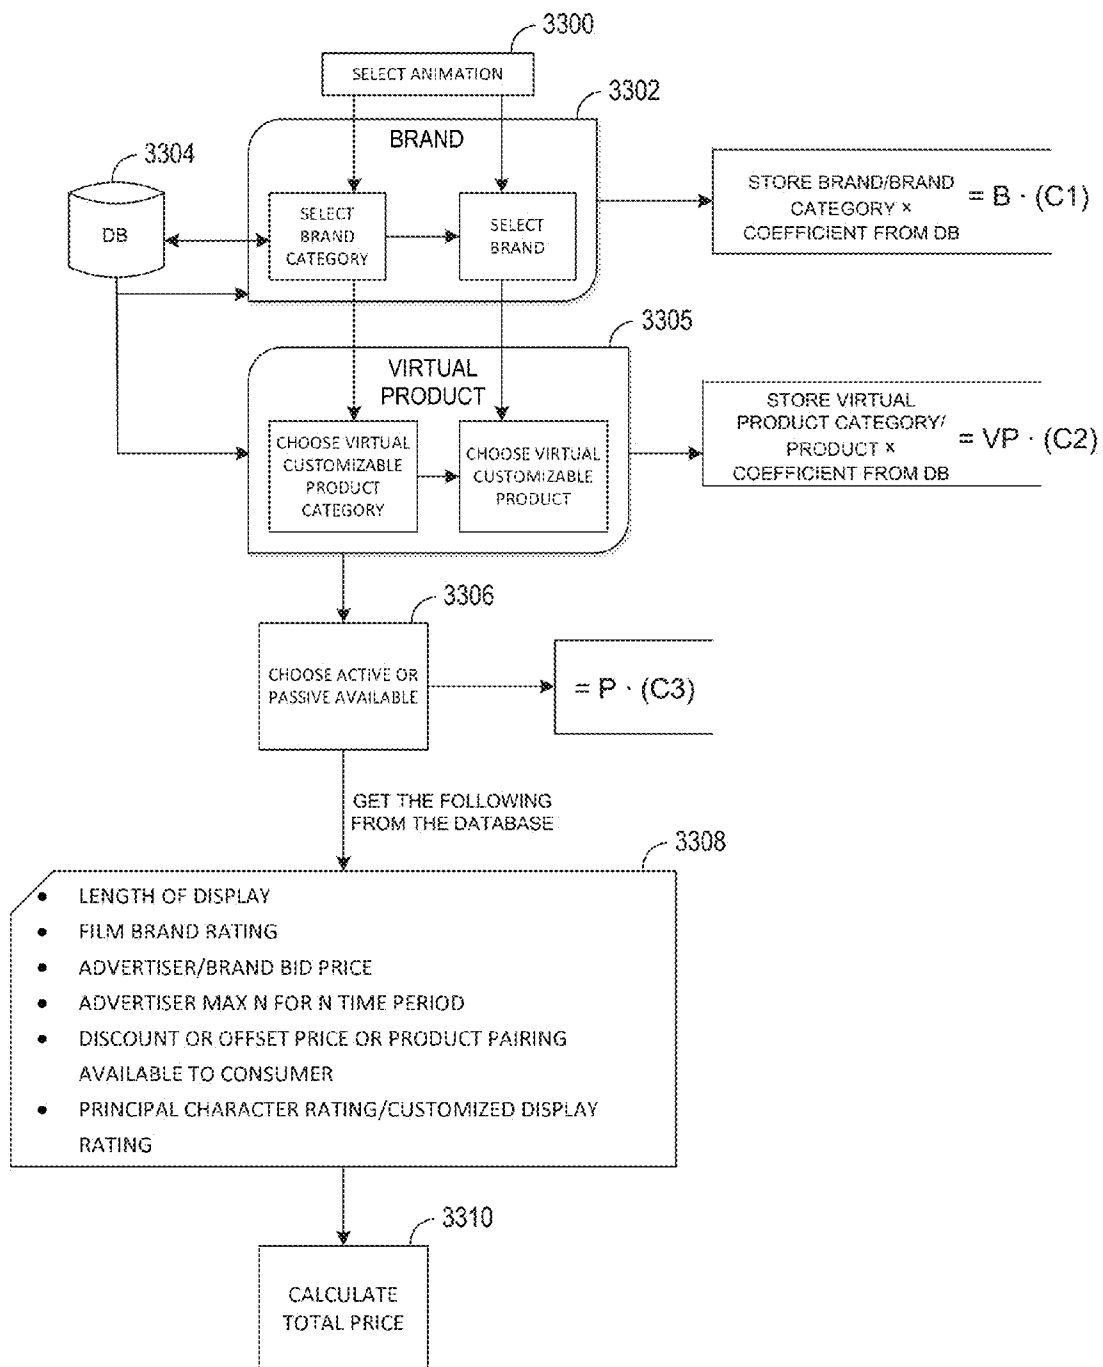 3300
SELECT ANIMATION
3302
BRAND
3304
DB
SELECT
BRAND
CATEGORY
SELECT
BRAND
STORE BRAND/BRAND
CATEGORY ×
COEFFICIENT FROM DB
= B · (C1)
3305
VIRTUAL
PRODUCT
CHOOSE VIRTUAL
CUSTOMIZABLE
PRODUCT
CATEGORY
CHOOSE VIRTUAL
CUSTOMIZABLE
PRODUCT
STORE VIRTUAL
PRODUCT CATEGORY/
PRODUCT ×
COEFFICIENT FROM DB
= VP · (C2)
3306
CHOOSE ACTIVE OR
PASSIVE AVAILABLE
= P · (C3)
GET THE FOLLOWING
FROM THE DATABASE
3308
• LENGTH OF DISPLAY
• FILM BRAND RATING
• ADVERTISER/BRAND BID PRICE
• ADVERTISER MAX N FOR N TIME PERIOD
• DISCOUNT OR OFFSET PRICE OR PRODUCT PAIRING
AVAILABLE TO CONSUMER
• PRINCIPAL CHARACTER RATING/CUSTOMIZED DISPLAY
RATING
3310
CALCULATE
TOTAL PRICE